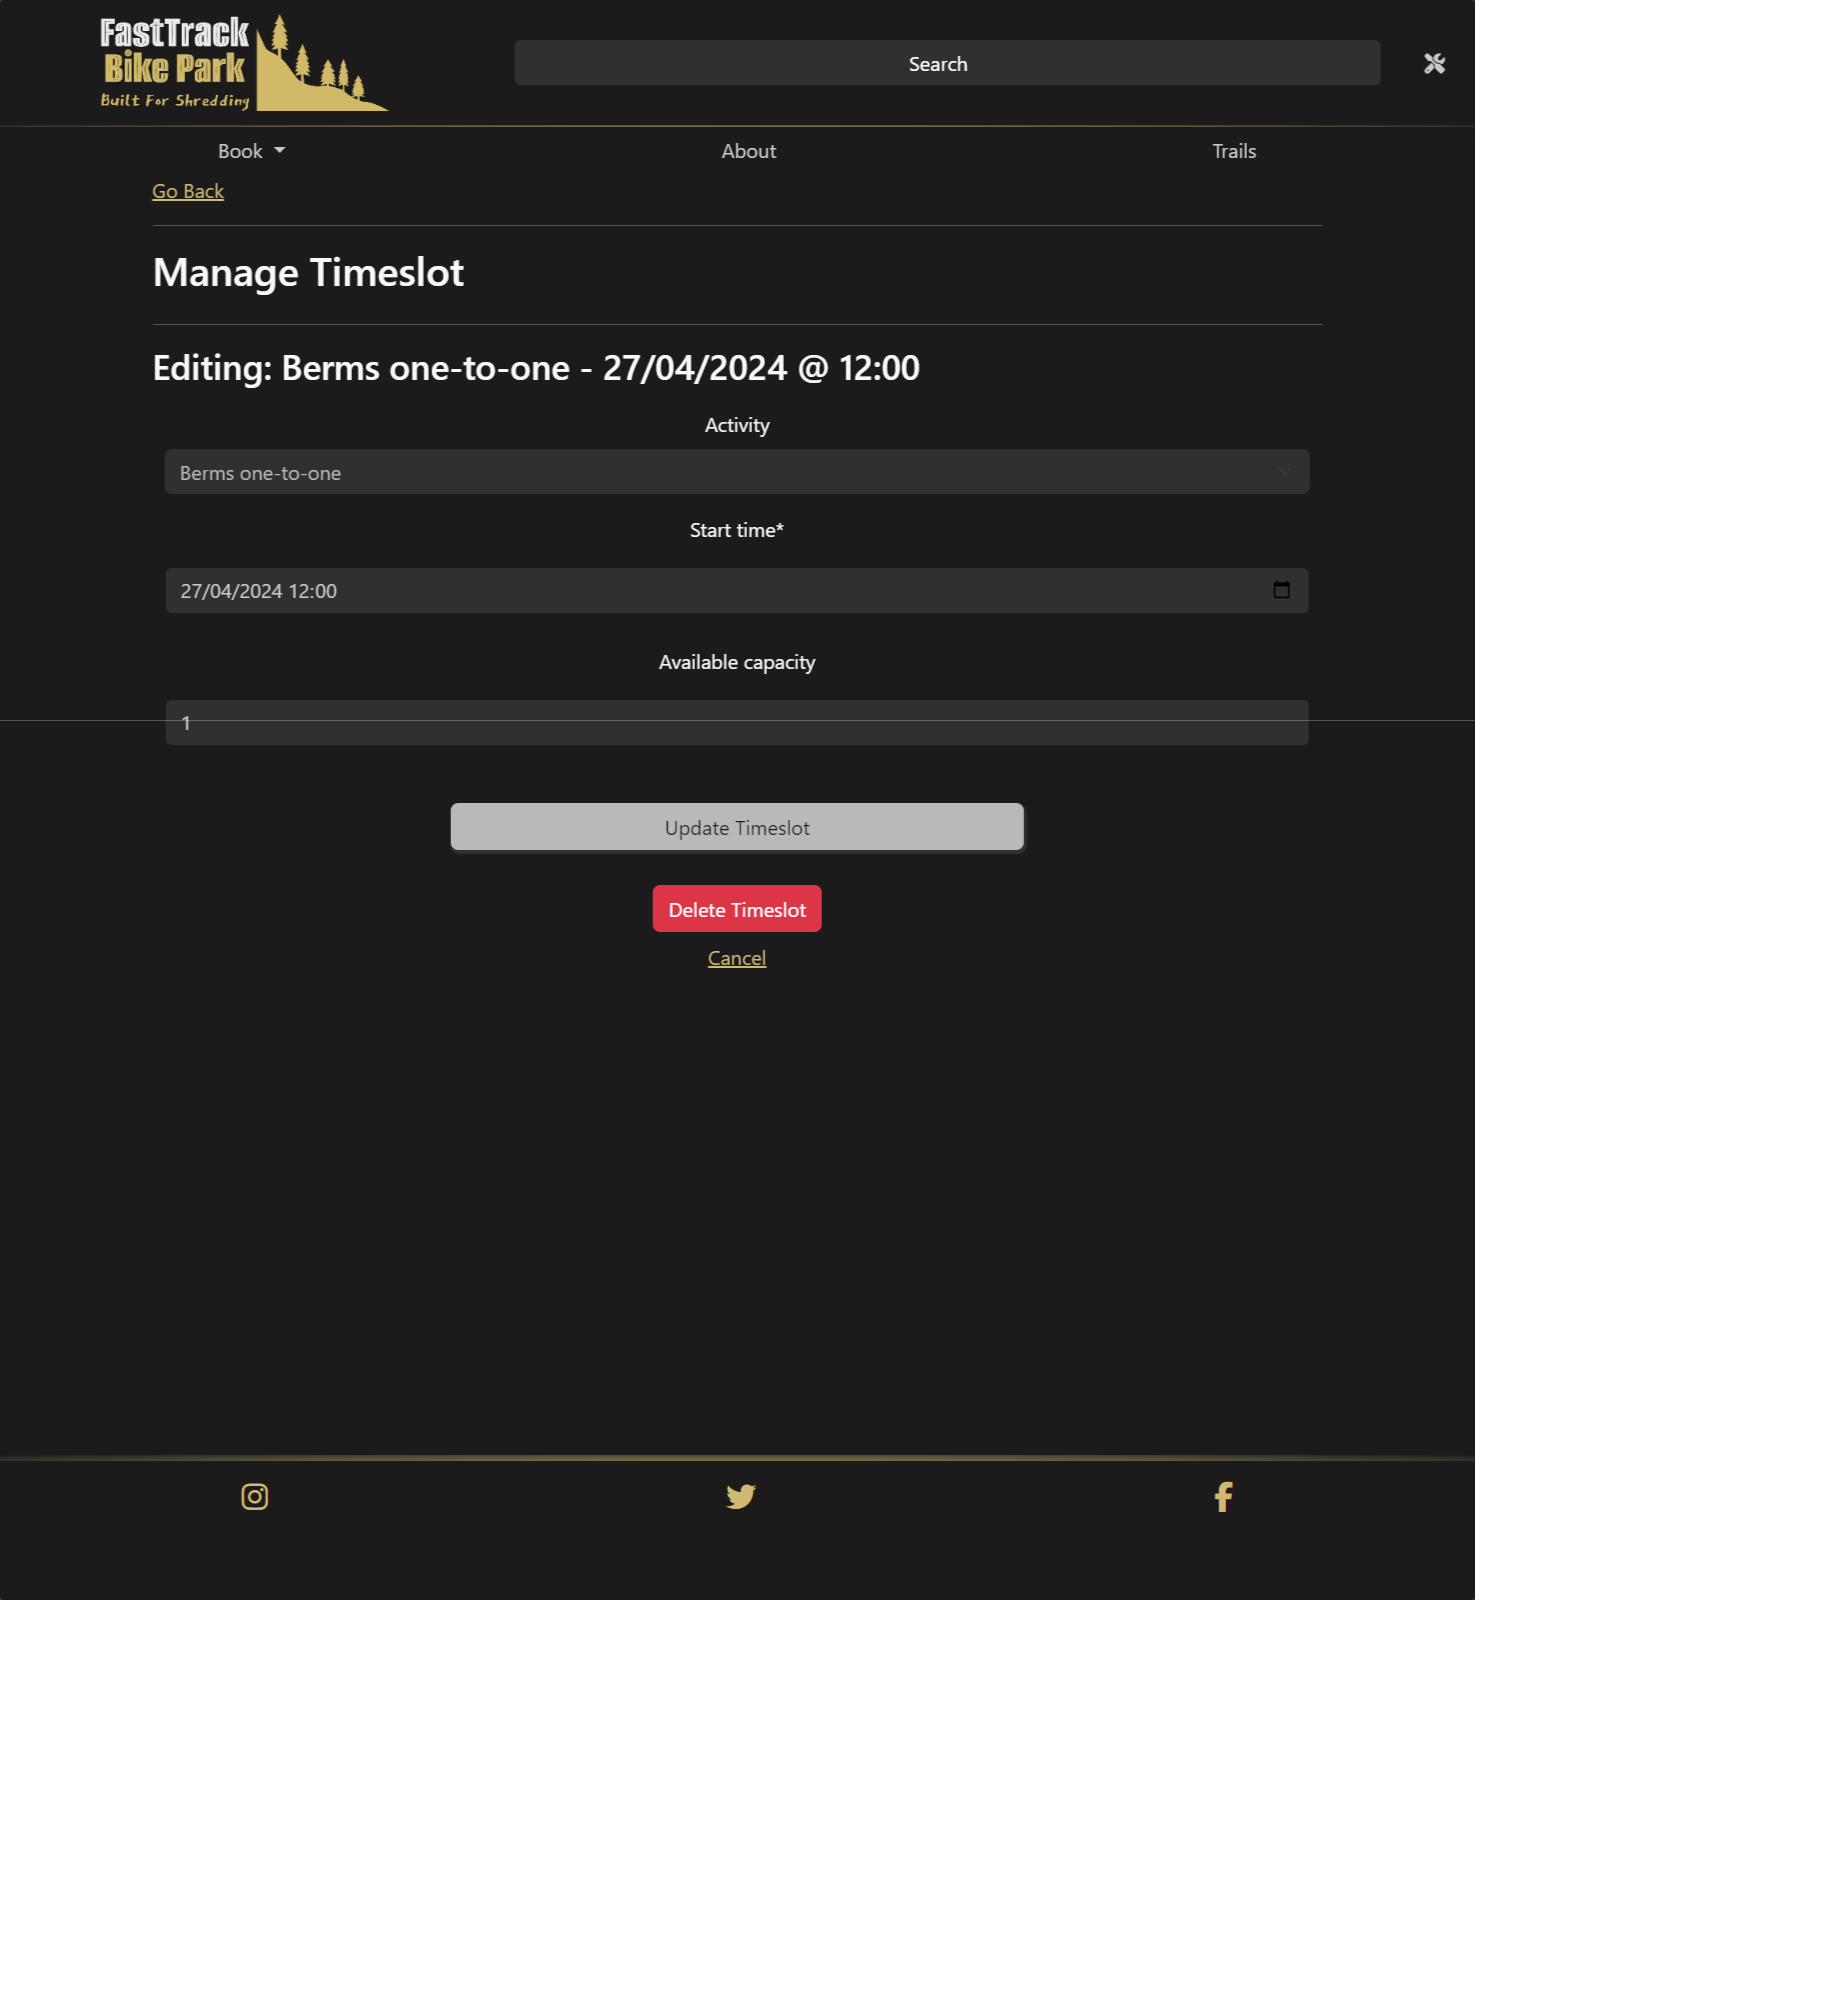 FastTrack
Bike Park
Built For Shredding
Search
Book
About
Trails
Go Back
Manage Timeslot
Editing: Berms one-to-one - 27/04/2024 @ 12:00
Activity
Berms one-to-one
Start time*
27/04/2024 12:00
Available capacity
1
Update Timeslot
Delete Timeslot
Cancel